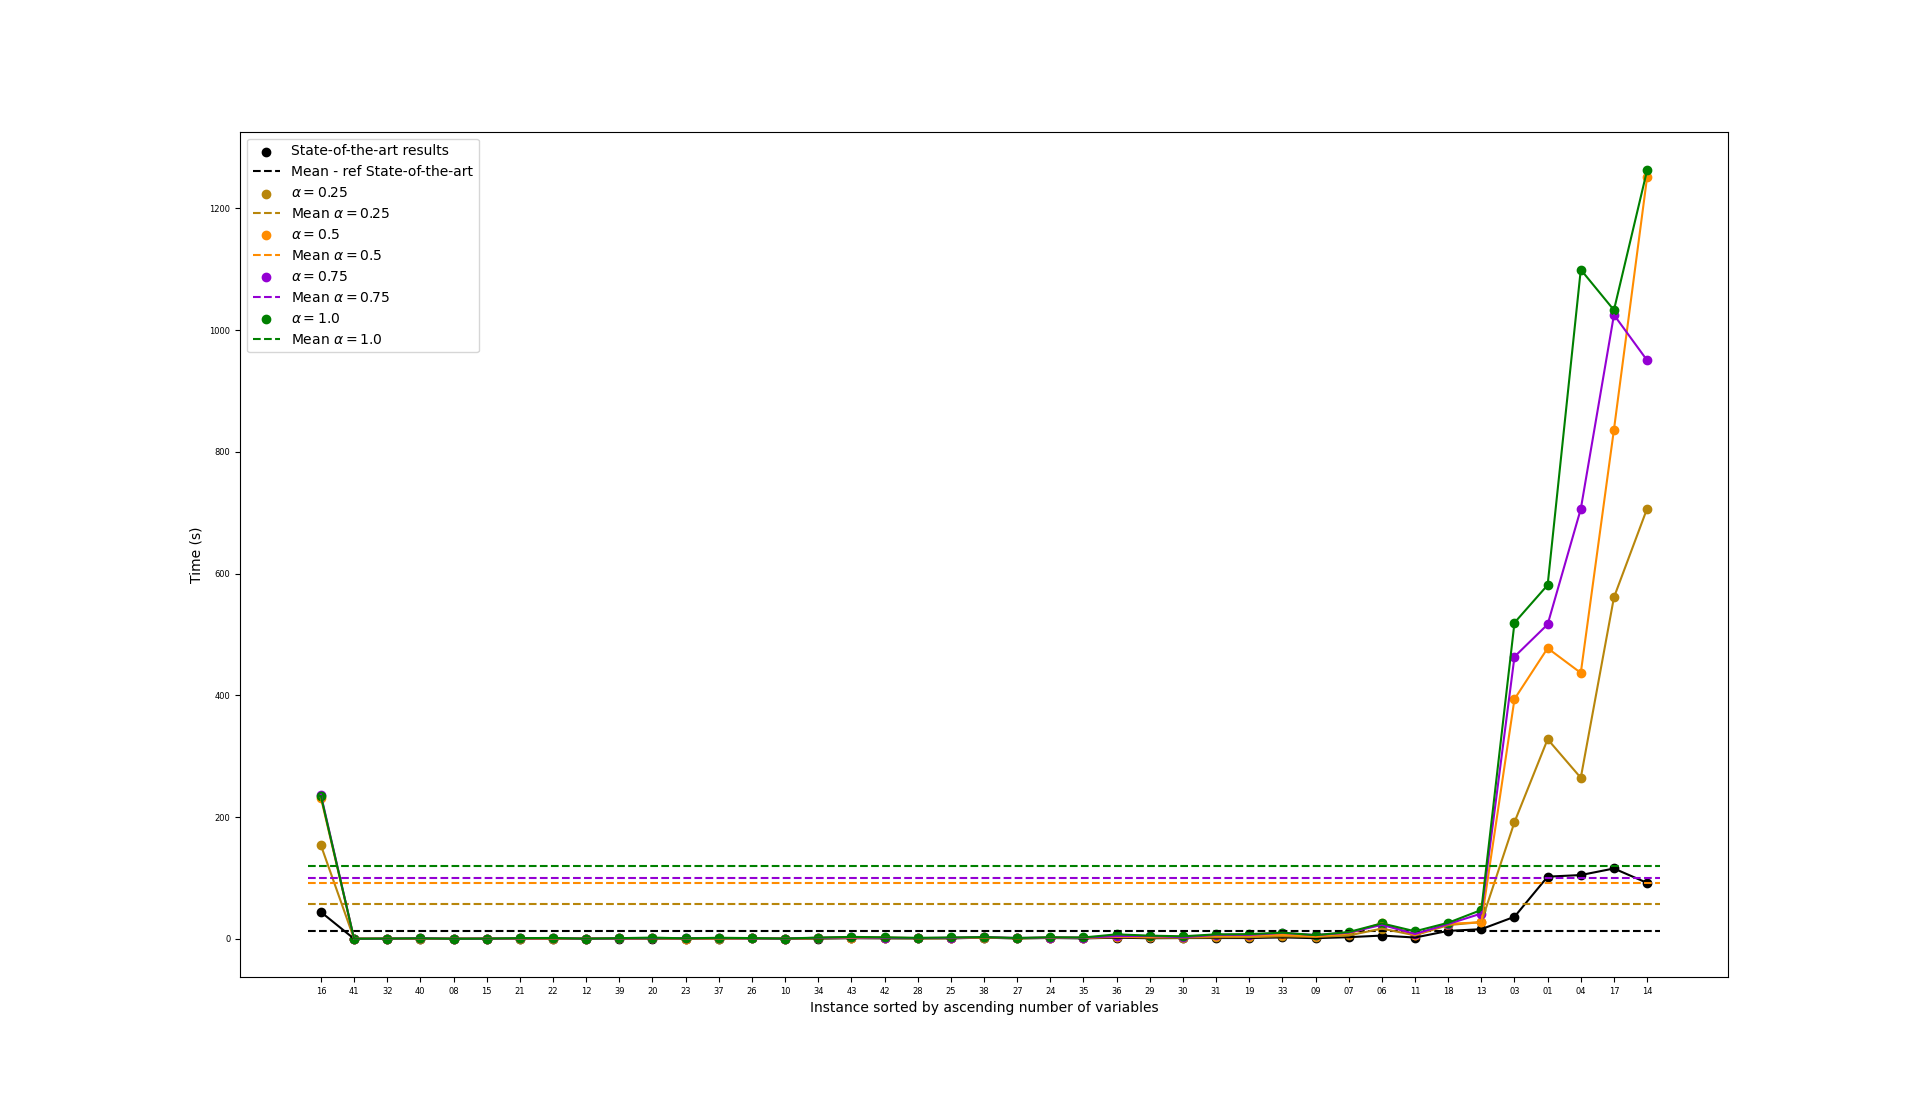 State-of-the-art results
Mean - ref State-of-the-art
α = 0.25
Mean α = 0.25
α = 0.5
Mean α = 0.5
α = 0.75
Mean α = 0.75
α = 1.0
Mean α = 1.0
1200
1000
800
600
400
200
0
Time (s)
16 41 32 40 08 15 21 22 12 39 20 23 37 26 10 34 43 42 28 25 38 27 24 35 36 29 30 31 19 33 09 07 06 11 18 13 03 01 04 17 14
Instance sorted by ascending number of variables